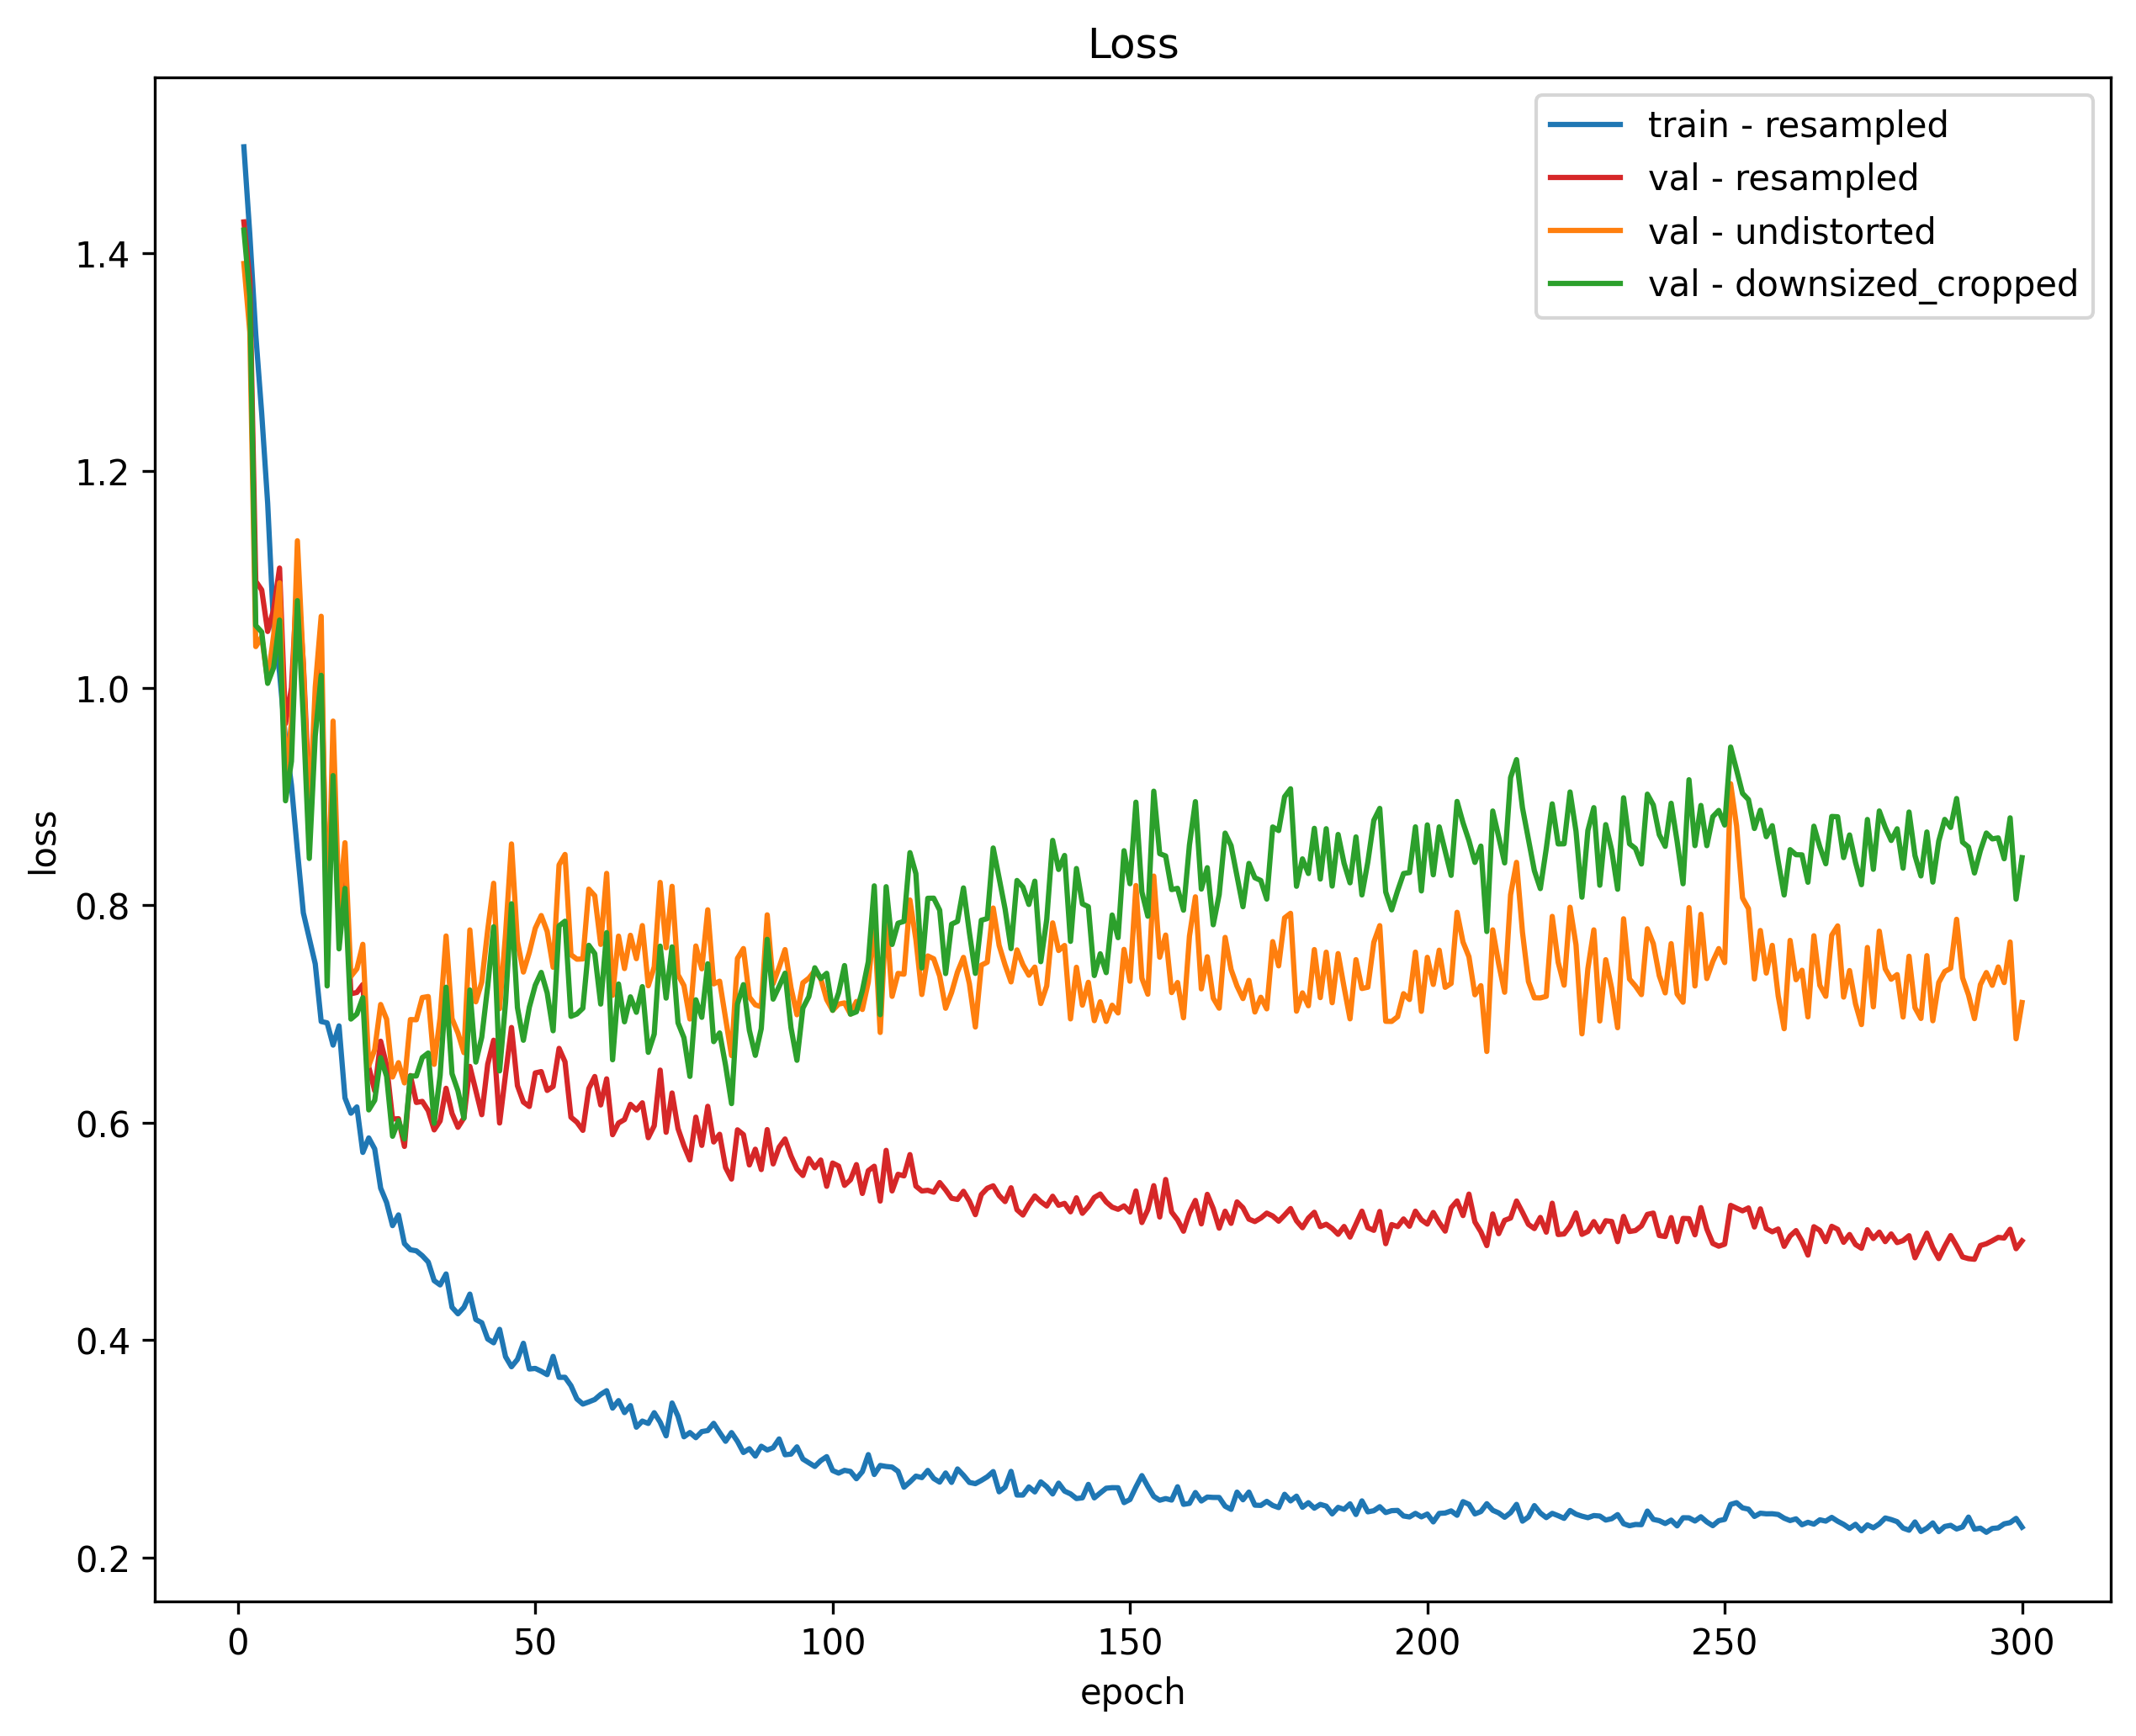 Loss
train - resampled
val - resampled
val - undistorted
val - downsized_cropped
1.4
1.2
1.0
0.8
0.6
0.4
0.2
loss
0 50 100 150 200 250 300
epoch